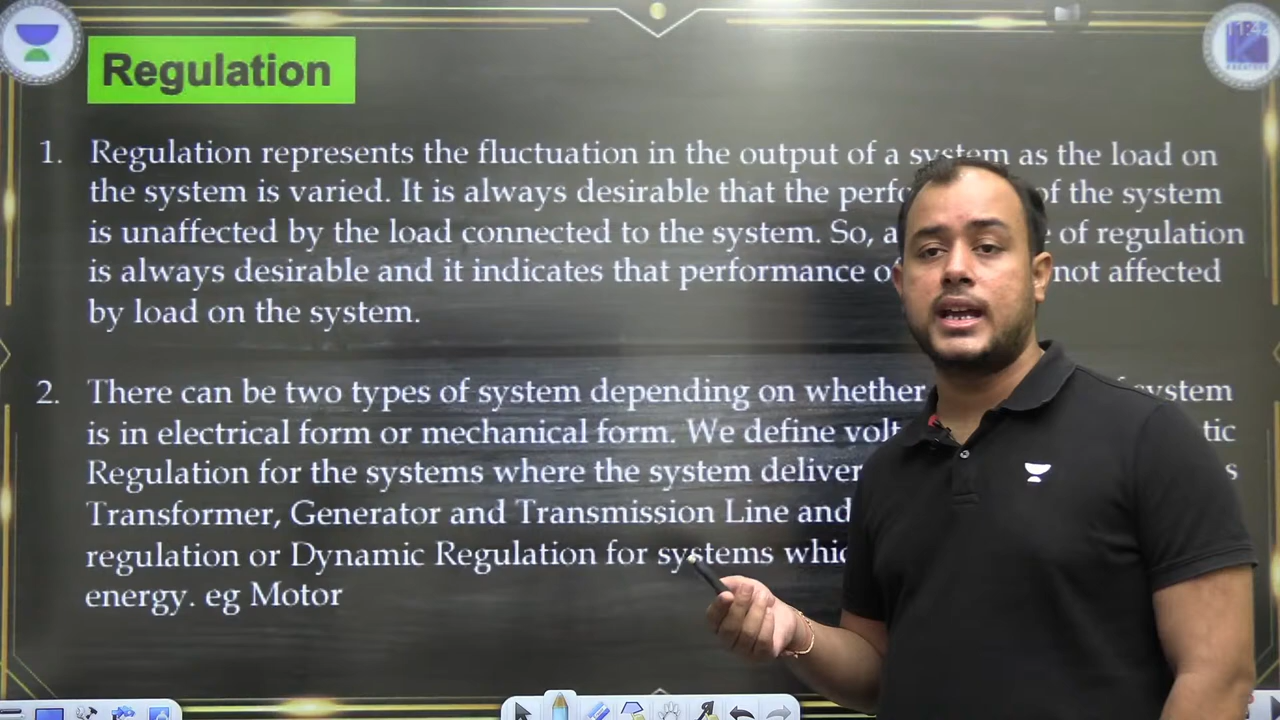 Regulation
1. Regulation represents the fluctuation in the output of a system as the load on
the system is varied. It is always desirable that the of the system
is unaffected by the load connected to the system. So, a of regulation
is always desirable and it indicates that performance not affected
by load on the system.
2. There can be two types of system depending on whether system
is in electrical form or mechanical form. We define
Regulation for the systems where the system
Transformer, Generator and Transmission Line and
regulation or Dynamic Regulation for systems
energy. eg Motor